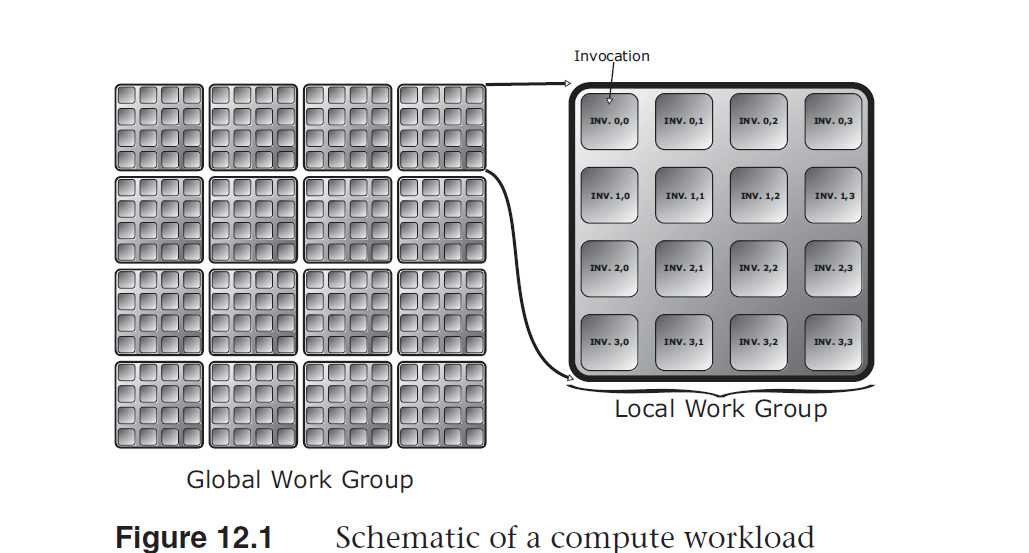 Invocation
INV. 0,0 INV. 0,1 INV. 0,2 INV. 0,3
INV. 1,0 INV. 1,1 INV. 1,2 INV. 1,3
INV. 2,0 INV. 2,1 INV. 2,2 INV. 2,3
INV. 3,0 INV. 3,1 INV. 3,2 INV. 3,3
Local Work Group
Global Work Group
Figure 12.1 Schematic of a compute workload